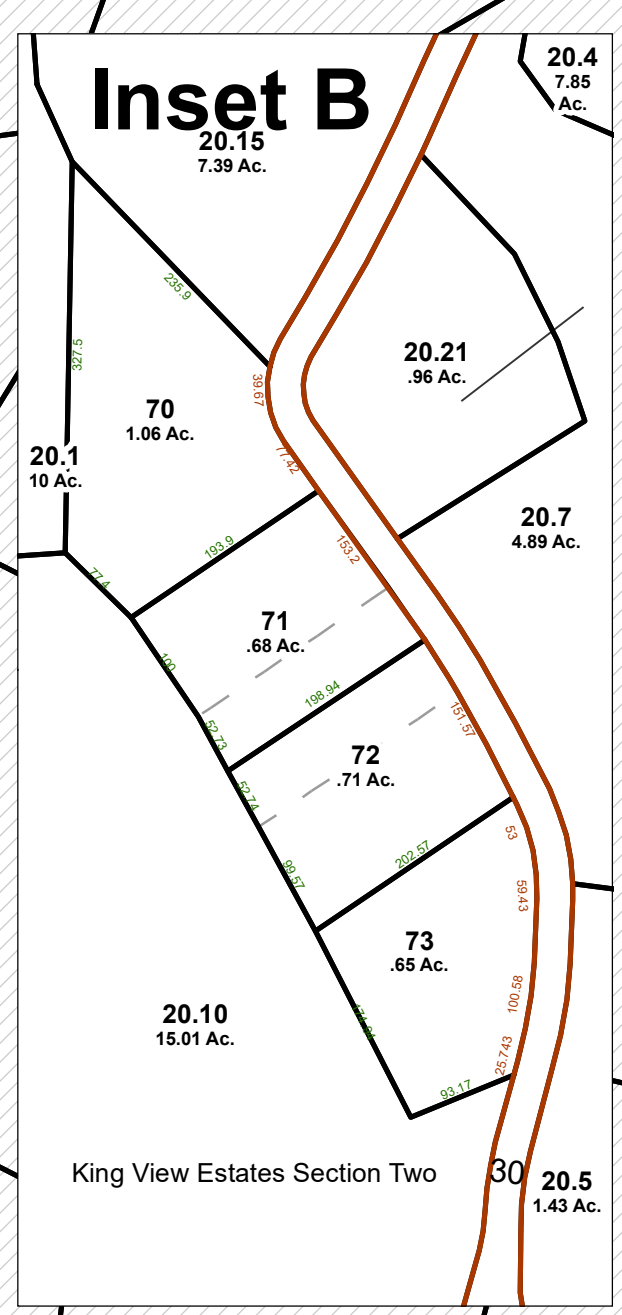 20.4
7.85
Ac.
Inset B
20.15
7.39 Ac.
235.9
327.5
39.67
20.21
.96 Ac.
70
1.06 Ac.
77.42
20.1
10 Ac.
20.7
4.89 Ac.
193.9
153.2
77.4
71
.68 Ac.
100
198.94
52.73
151.57
72
.71 Ac.
52.74
53
202.57
99.57
59.43
73
.65 Ac.
100.58
20.10
15.01 Ac.
25.743
93.17
King View Estates Section Two
30
20.5
1.43 Ac.